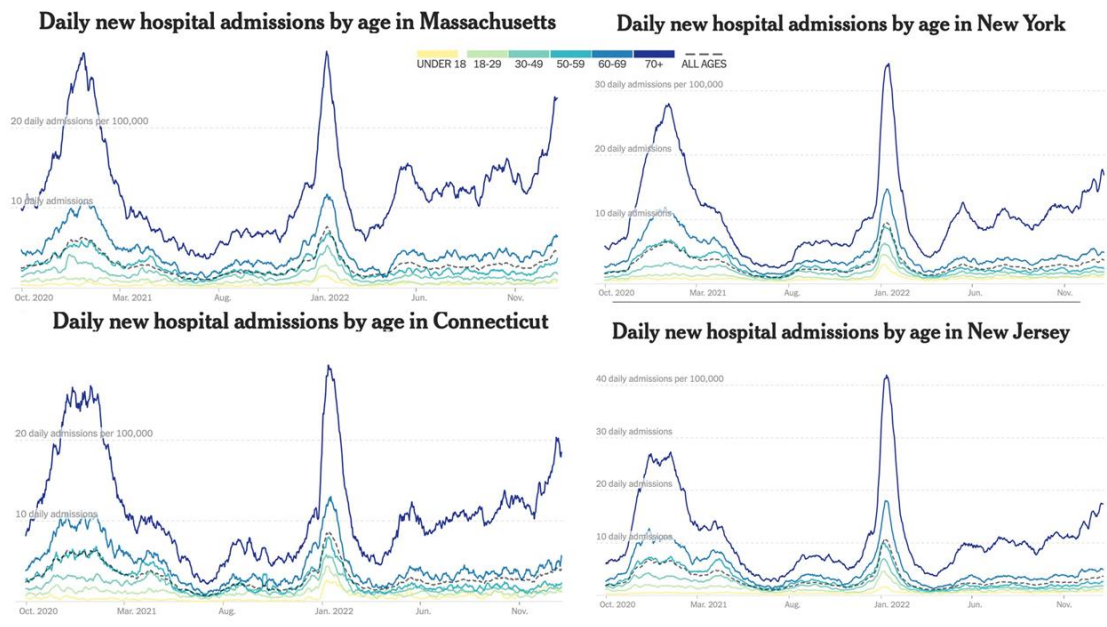 Daily new hospital admissions by age in Massachusetts
Daily new hospital admissions by age in New York
UNDER 18 18-29 30-49 50-59 60-69 70+ ALL AGES
20 daily admissions per 100,000
10 daily admissions
Oct. 2020 Mar. 2021 Aug. Jan. 2022 Jun. Nov.
30 daily admissions per 100,000
20 daily admissions
10 daily admissions
Oct. 2020 Mar. 2021 Aug. Jan. 2022 Jun. Nov.
Daily new hospital admissions by age in Connecticut
20 daily admissions per 100,000
10 daily admissions
Oct. 2020 Mar. 2021 Aug. Jan. 2022 Jun. Nov.
Daily new hospital admissions by age in New Jersey
40 daily admissions per 100,000
30 daily admissions
20 daily admissions
10 daily admissions
Oct. 2020 Mar. 2021 Aug. Jan. 2022 Jun. Nov.